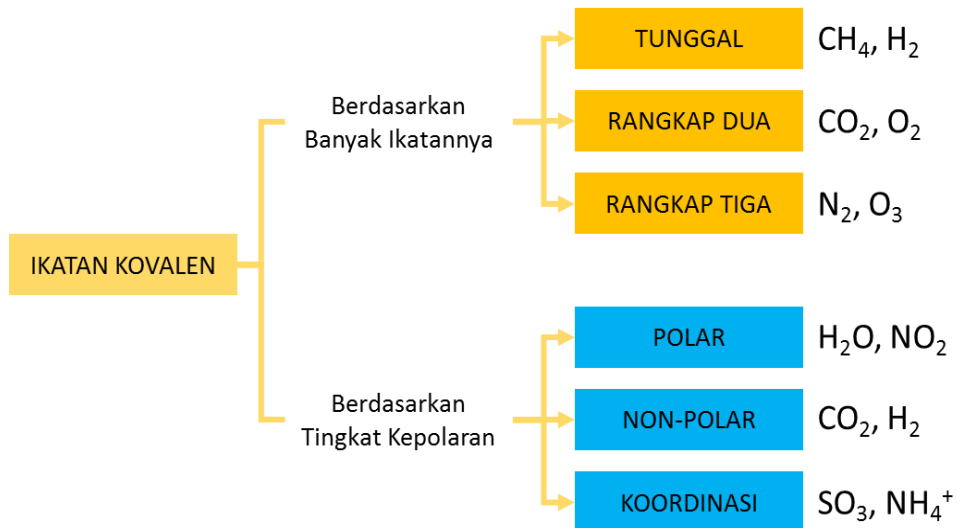 IKATAN KOVALEN
Berdasarkan
Banyak Ikatannya
TUNGGAL
CH₄, H₂
RANGKAP DUA
CO₂, O₂
RANGKAP TIGA
N₂, O₃
Berdasarkan
Tingkat Kepolaran
POLAR
H₂O, NO₂
NON-POLAR
CO₂, H₂
KOORDINASI
SO₃, NH₄⁺